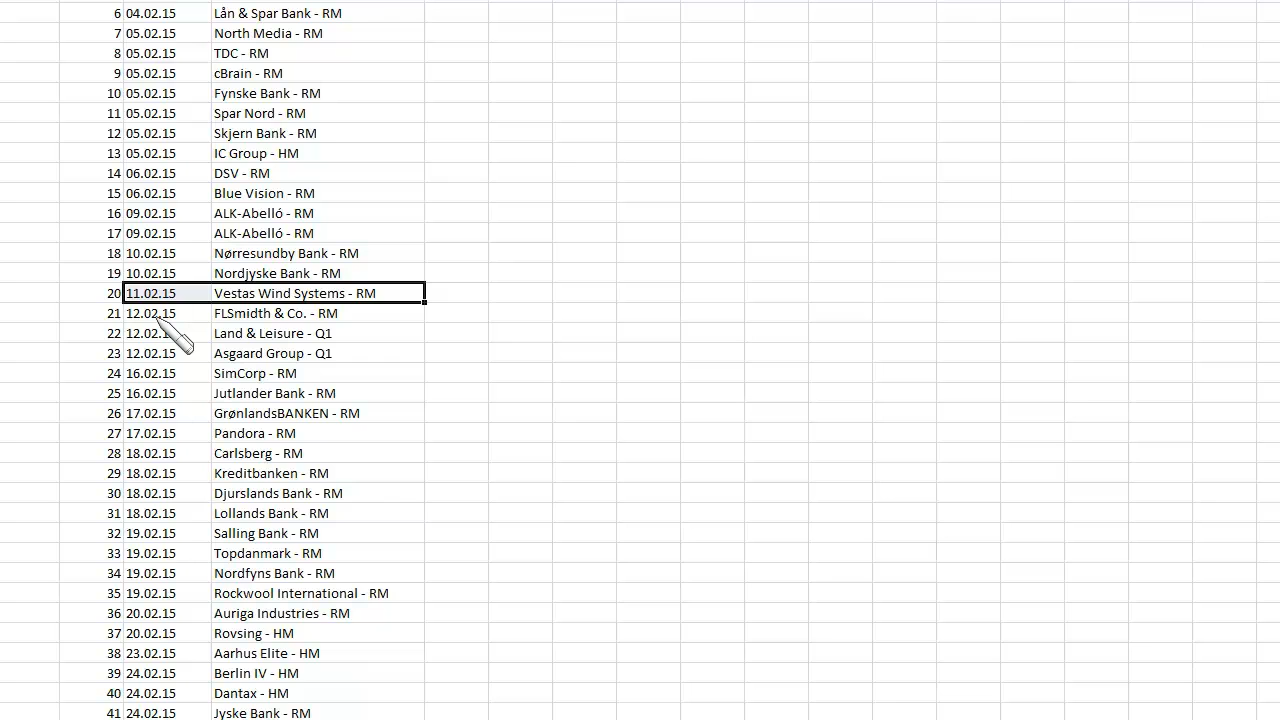 6 04.02.15 Lån & Spar Bank - RM
7 05.02.15 North Media - RM
8 05.02.15 TDC - RM
9 05.02.15 cBrain - RM
10 05.02.15 Fynske Bank - RM
11 05.02.15 Spar Nord - RM
12 05.02.15 Skjern Bank - RM
13 05.02.15 IC Group - HM
14 06.02.15 DSV - RM
15 06.02.15 Blue Vision - RM
16 09.02.15 ALK-Abelló - RM
17 09.02.15 ALK-Abelló - RM
18 10.02.15 Nørresundby Bank - RM
19 10.02.15 Nordjyske Bank - RM
20 11.02.15 Vestas Wind Systems - RM
21 12.02.15 FLSmidth & Co. - RM
22 12.02.15 Land & Leisure - Q1
23 12.02.15 Asgaard Group - Q1
24 16.02.15 SimCorp - RM
25 16.02.15 Jutlander Bank - RM
26 17.02.15 GrønlandsBANKEN - RM
27 17.02.15 Pandora - RM
28 18.02.15 Carlsberg - RM
29 18.02.15 Kreditbanken - RM
30 18.02.15 Djurslands Bank - RM
31 18.02.15 Lollands Bank - RM
32 19.02.15 Salling Bank - RM
33 19.02.15 Topdanmark - RM
34 19.02.15 Nordfyns Bank - RM
35 19.02.15 Rockwool International - RM
36 20.02.15 Auriga Industries - RM
37 20.02.15 Rovsing - HM
38 23.02.15 Aarhus Elite - HM
39 24.02.15 Berlin IV - HM
40 24.02.15 Dantax - HM
41 24.02.15 Jyske Bank - RM